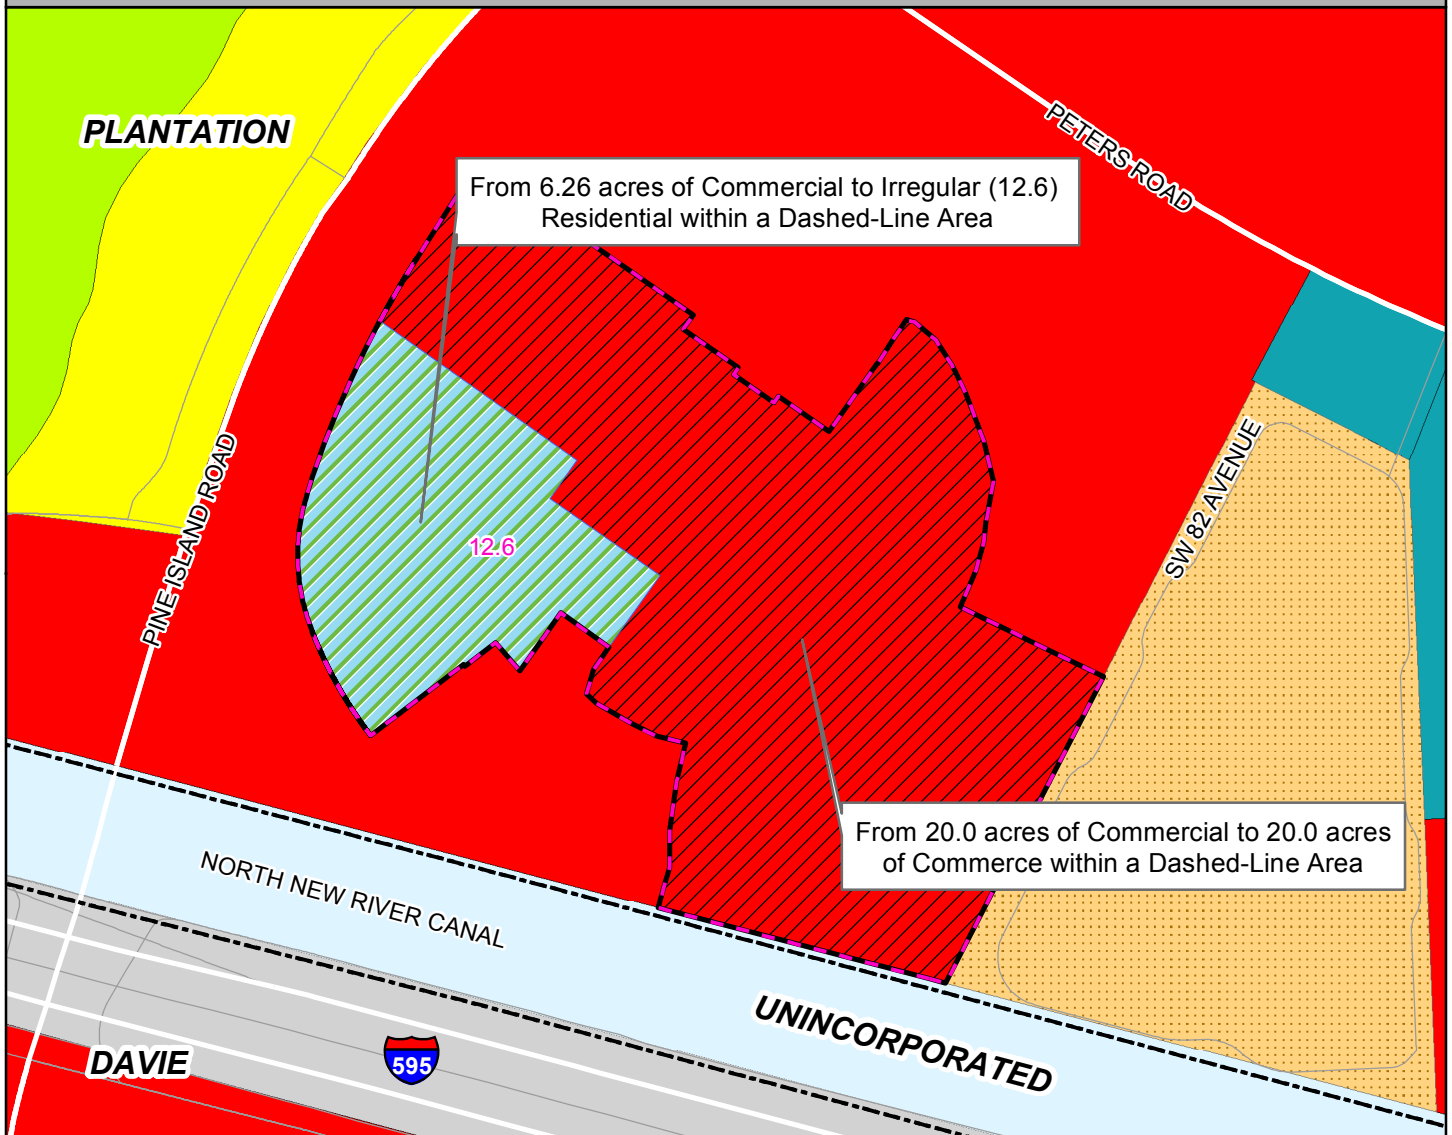 PLANTATION
PETERS ROAD
From 6.26 acres of Commercial to Irregular (12.6)
Residential within a Dashed-Line Area
PINE ISLAND ROAD
12.6
SW 82 AVENUE
From 20.0 acres of Commercial to 20.0 acres
of Commerce within a Dashed-Line Area
NORTH NEW RIVER CANAL
UNINCORPORATED
DAVIE
595